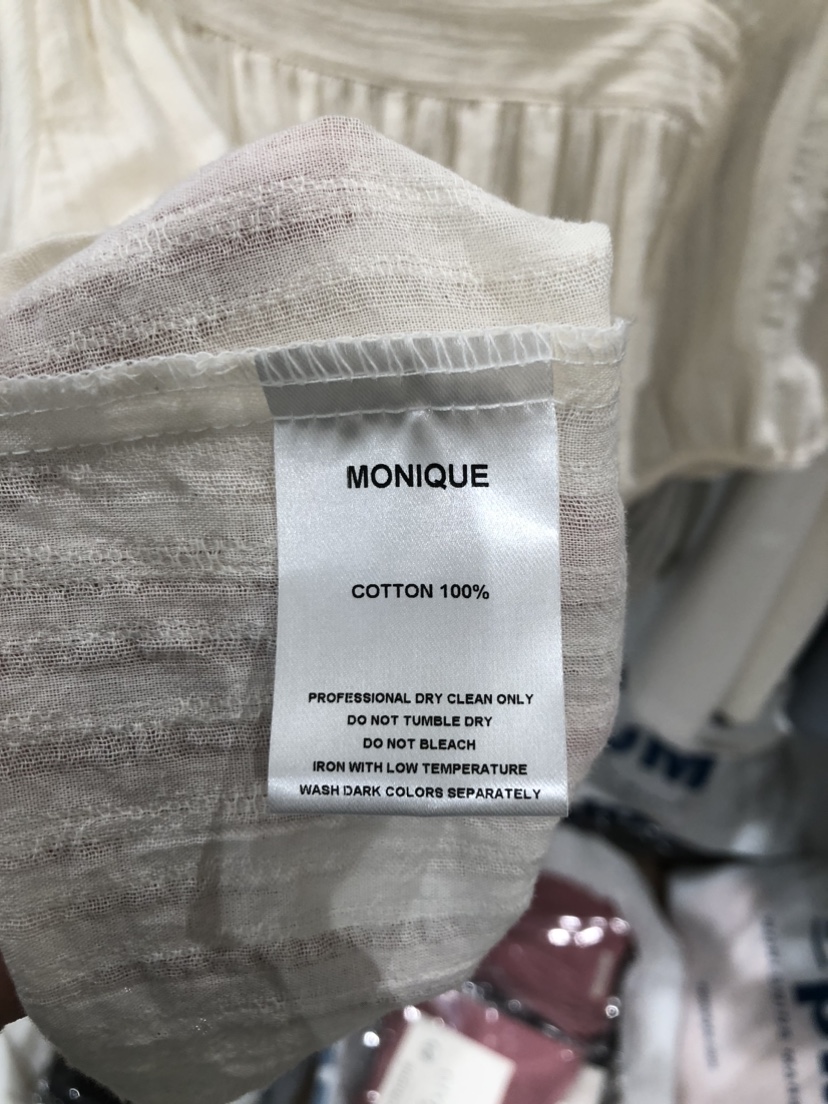 MONIQUE
COTTON 100%
PROFESSIONAL DRY CLEAN ONLY
DO NOT TUMBLE DRY
DO NOT BLEACH
IRON WITH LOW TEMPERATURE
WASH DARK COLORS SEPARATELY